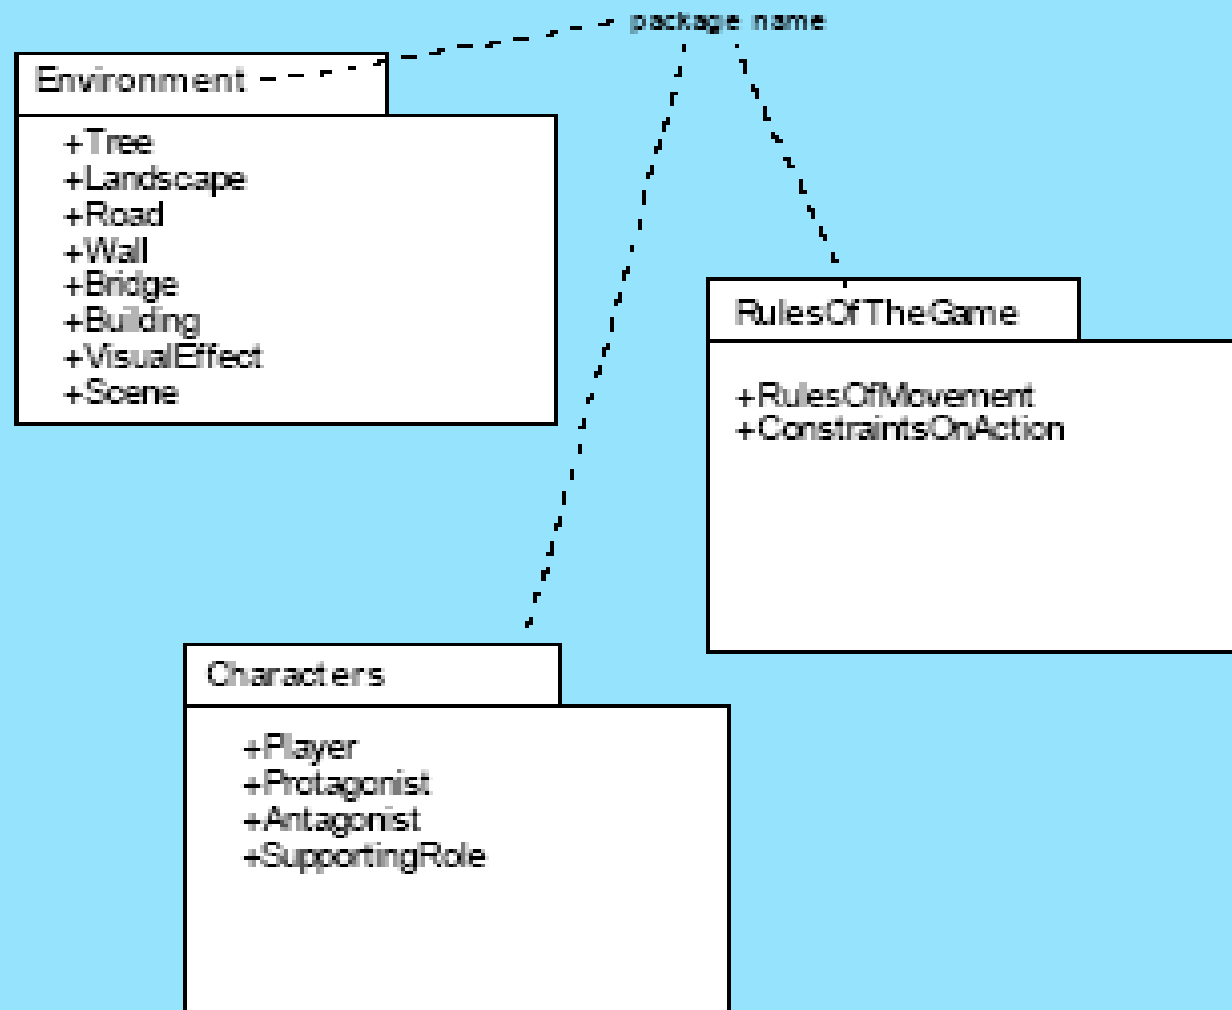 package name
Environment
+Tree
+Landscape
+Road
+Wall
+Bridge
+Building
+VisualEffect
+Scene
RulesOfTheGame
+RulesOfMovement
+ConstraintsOnAction
Characters
+Player
+Protagonist
+Antagonist
+SupportingRole